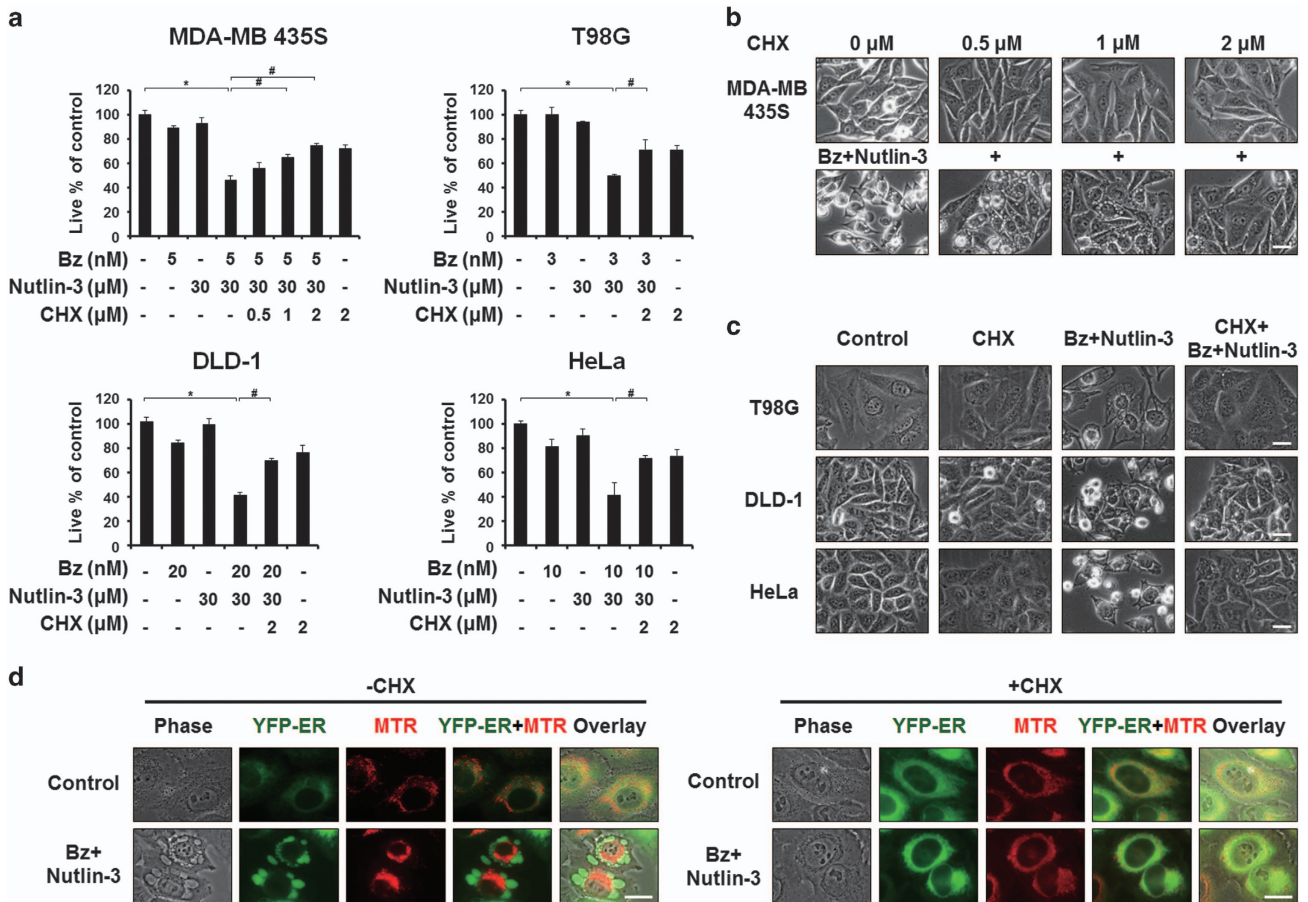 a
MDA-MB 435S
Live % of control
120
100
80
60
40
20
0
* # #
Bz (nM) - 5 - 5 5 5 5 -
Nutlin-3 (µM) - - 30 30 30 30 30 -
CHX (µM) - - - - 0.5 1 2 2
T98G
Live % of control
120
100
80
60
40
20
0
* #
Bz (nM) - 3 - 3 3 -
Nutlin-3 (µM) - - 30 30 30 -
CHX (µM) - - - - 2 2
DLD-1
Live % of control
120
100
80
60
40
20
0
* #
Bz (nM) - 20 - 20 20 -
Nutlin-3 (µM) - - 30 30 30 -
CHX (µM) - - - - 2 2
HeLa
Live % of control
120
100
80
60
40
20
0
* #
Bz (nM) - 10 - 10 10 -
Nutlin-3 (µM) - - 30 30 30 -
CHX (µM) - - - - 2 2
b
CHX 0 µM 0.5 µM 1 µM 2 µM
MDA-MB
435S
Bz+Nutlin-3 + + +
c
Control CHX Bz+Nutlin-3 CHX+
Bz+Nutlin-3
T98G
DLD-1
HeLa
d
-CHX
Phase YFP-ER MTR YFP-ER+MTR Overlay
Control
Bz+
Nutlin-3
+CHX
Phase YFP-ER MTR YFP-ER+MTR Overlay
Control
Bz+
Nutlin-3